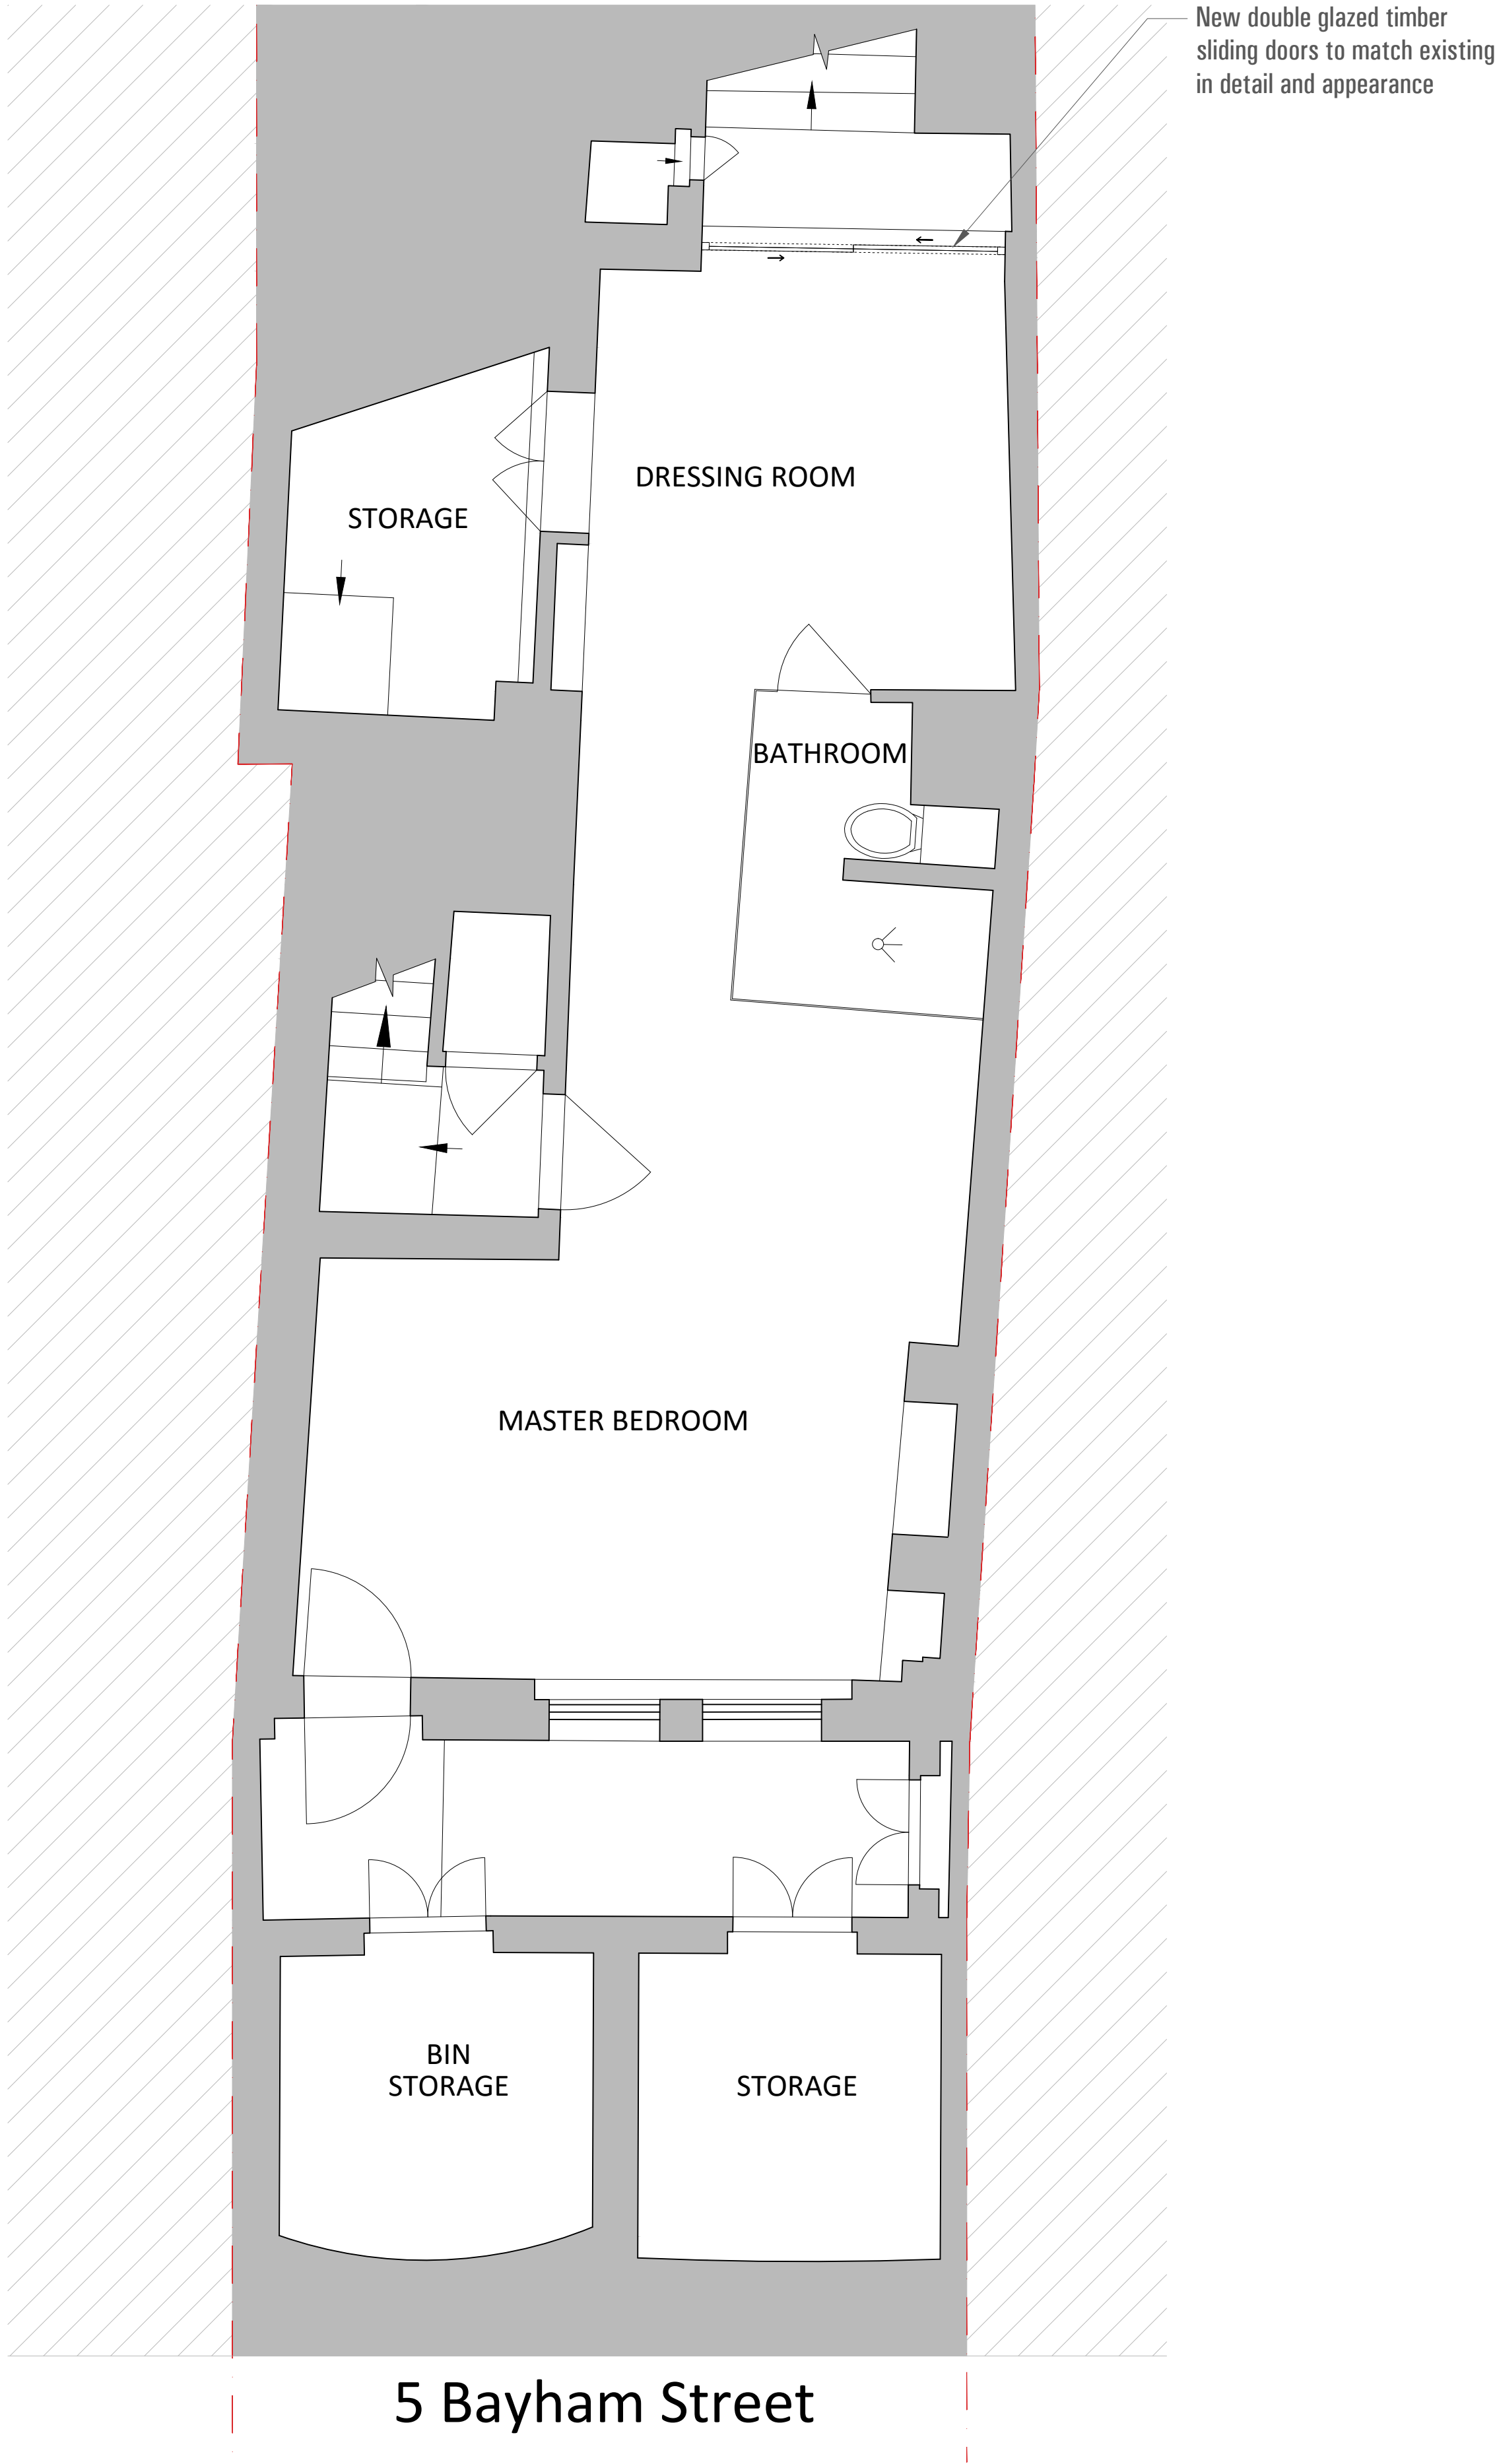 New double glazed timber
sliding doors to match existing
in detail and appearance
DRESSING ROOM
STORAGE
BATHROOM
MASTER BEDROOM
BIN
STORAGE
STORAGE
5 Bayham Street